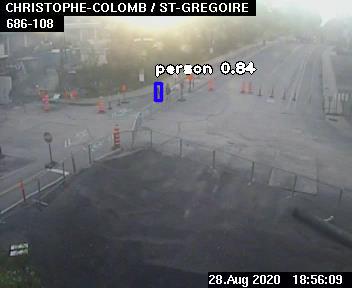 CHRISTOPHE-COLOMB / ST-GREGOIRE
686-108
person 0.84
28.Aug 2020 18:56:09